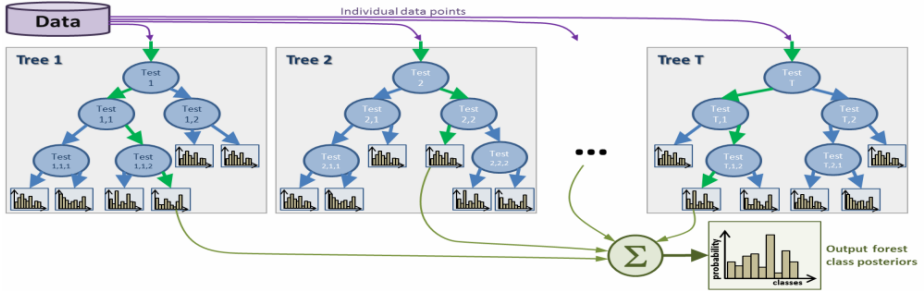 Data
Individual data points
Tree 1
Test
1
Test
1,1
Test
1,2
Test
1,1,1
Test
1,1,2
Tree 2
Test
2
Test
2,1
Test
2,2
Test
2,1,1
Test
2,2,2
...
Tree T
Test
T
Test
T,1
Test
T,2
Test
T,1,2
Test
T,2,1
Σ
probability
classes
Output forest
class posteriors